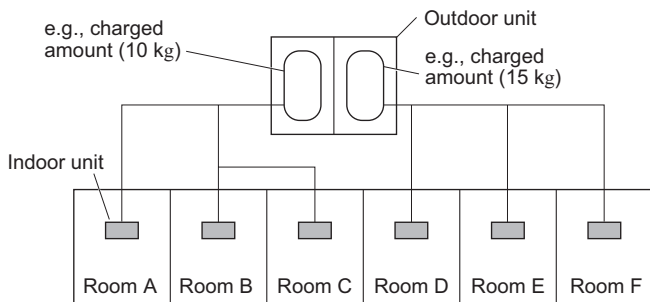 e.g., charged
amount (10 kg)
Outdoor unit
e.g., charged
amount (15 kg)
Indoor unit
Room A
Room B
Room C
Room D
Room E
Room F